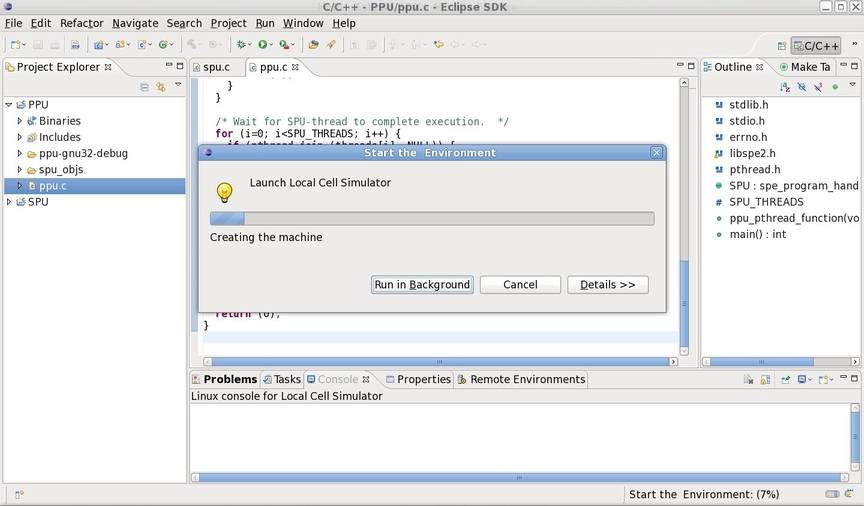 C/C++ - PPU/ppu.c - Eclipse SDK
File Edit Refactor Navigate Search Project Run Window Help
C/C++
Project Explorer
spu.c
ppu.c
Outline
Make Ta
PPU
Binaries
Includes
ppu-gnu32-debug
spu_objs
ppu.c
SPU
}
}
/* Wait for SPU-thread to complete execution. */
for (i=0; i<SPU_THREADS; i++) {
Start the Environment
Launch Local Cell Simulator
Creating the machine
Run in Background
Cancel
Details >>
return (0);
}
stdlib.h
stdio.h
errno.h
libspe2.h
pthread.h
SPU : spe_program_hand
# SPU_THREADS
ppu_pthread_function(vo
main() : int
Problems Tasks Console Properties Remote Environments
Linux console for Local Cell Simulator
Start the Environment: (7%)